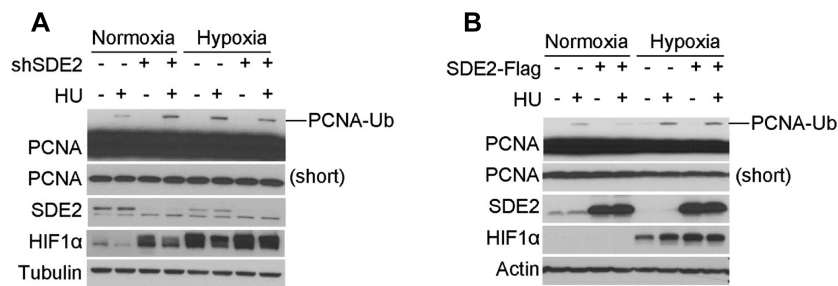 A
Normoxia Hypoxia
shSDE2 - - + + - - + +
HU - + - + - + - +
PCNA-Ub
PCNA
PCNA (short)
SDE2
HIF1α
Tubulin
B
Normoxia Hypoxia
SDE2-Flag - - + + - - + +
HU - + - + - + - +
PCNA-Ub
PCNA
PCNA (short)
SDE2
HIF1α
Actin